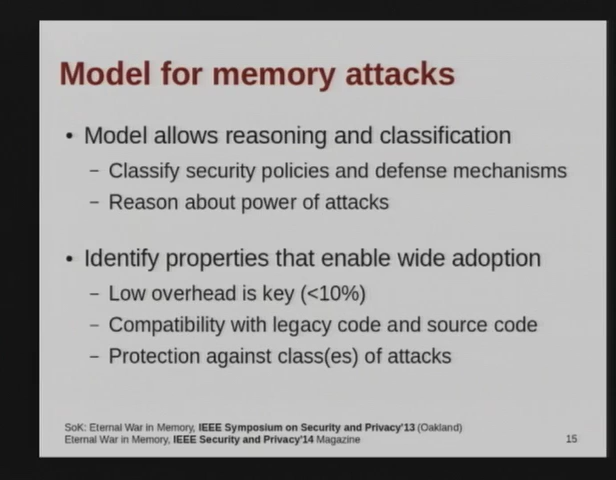 Model for memory attacks
• Model allows reasoning and classification
– Classify security policies and defense mechanisms
– Reason about power of attacks
• Identify properties that enable wide adoption
– Low overhead is key (<10%)
– Compatibility with legacy code and source code
– Protection against class(es) of attacks
SoK: Eternal War in Memory, IEEE Symposium on Security and Privacy'13 (Oakland)
Eternal War in Memory, IEEE Security and Privacy'14 Magazine
15